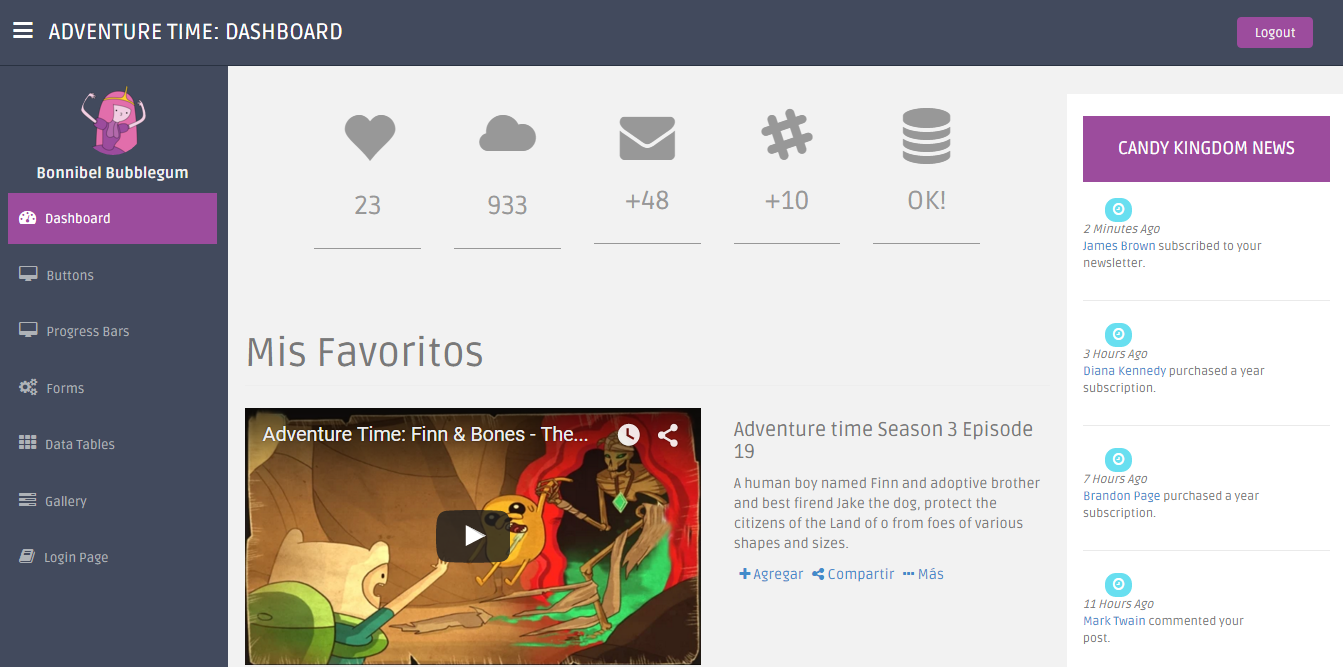 ADVENTURE TIME: DASHBOARD
Logout
Bonnibel Bubblegum
Dashboard
Buttons
Progress Bars
Forms
Data Tables
Gallery
Login Page
23
933
+48
+10
OK!
Mis Favoritos
Adventure Time: Finn & Bones - The...
Adventure time Season 3 Episode
19
A human boy named Finn and adoptive brother
and best firend Jake the dog, protect the
citizens of the Land of o from foes of various
shapes and sizes.
Agregar Compartir Más
CANDY KINGDOM NEWS
2 Minutes Ago
James Brown subscribed to your
newsletter.
3 Hours Ago
Diana Kennedy purchased a year
subscription.
7 Hours Ago
Brandon Page purchased a year
subscription.
11 Hours Ago
Mark Twain commented your
post.